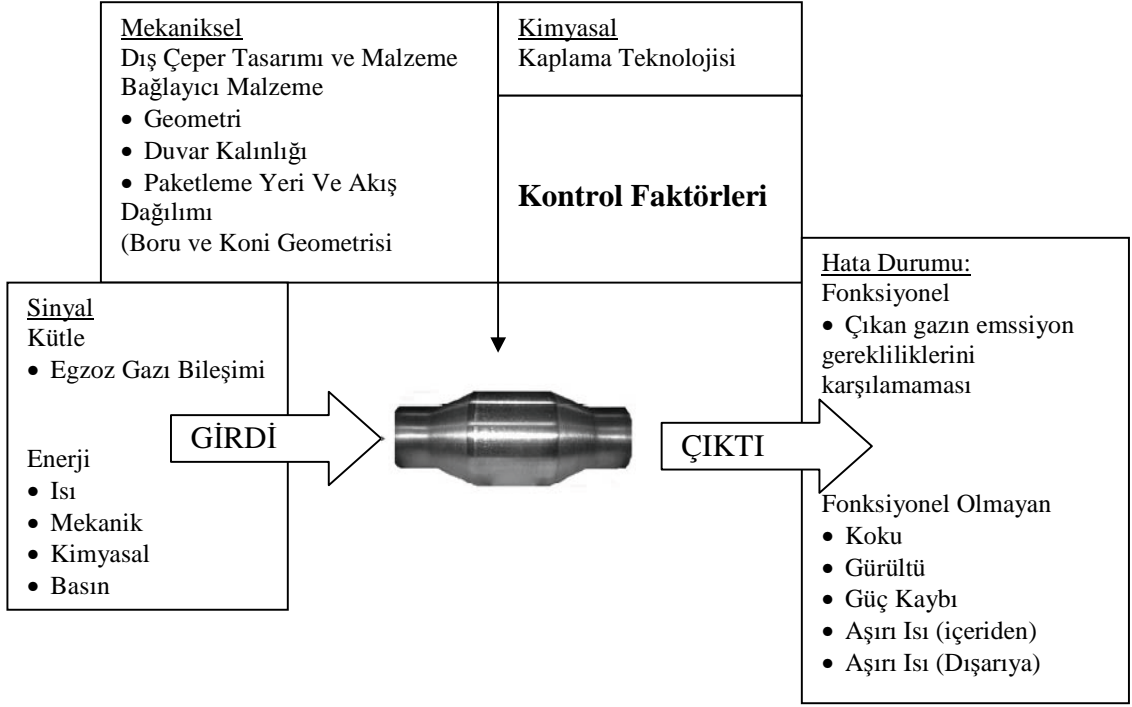 Mekaniksel
Dış Çeper Tasarımı ve Malzeme
Bağlayıcı Malzeme
• Geometri
• Duvar Kalınlığı
• Paketleme Yeri Ve Akış
Dağılımı
(Boru ve Koni Geometrisi
Kimyasal
Kaplama Teknolojisi
Kontrol Faktörleri
Sinyal
Kütle
• Egzoz Gazı Bileşimi
Enerji
• Isı
• Mekanik
• Kimyasal
• Basın
GİRDİ
ÇIKTI
Hata Durumu:
Fonksiyonel
• Çıkan gazın emssiyon
gerekliliklerini
karşılamaması
Fonksiyonel Olmayan
• Koku
• Gürültü
• Güç Kaybı
• Aşırı Isı (içeriden)
• Aşırı Isı (Dışarıya)